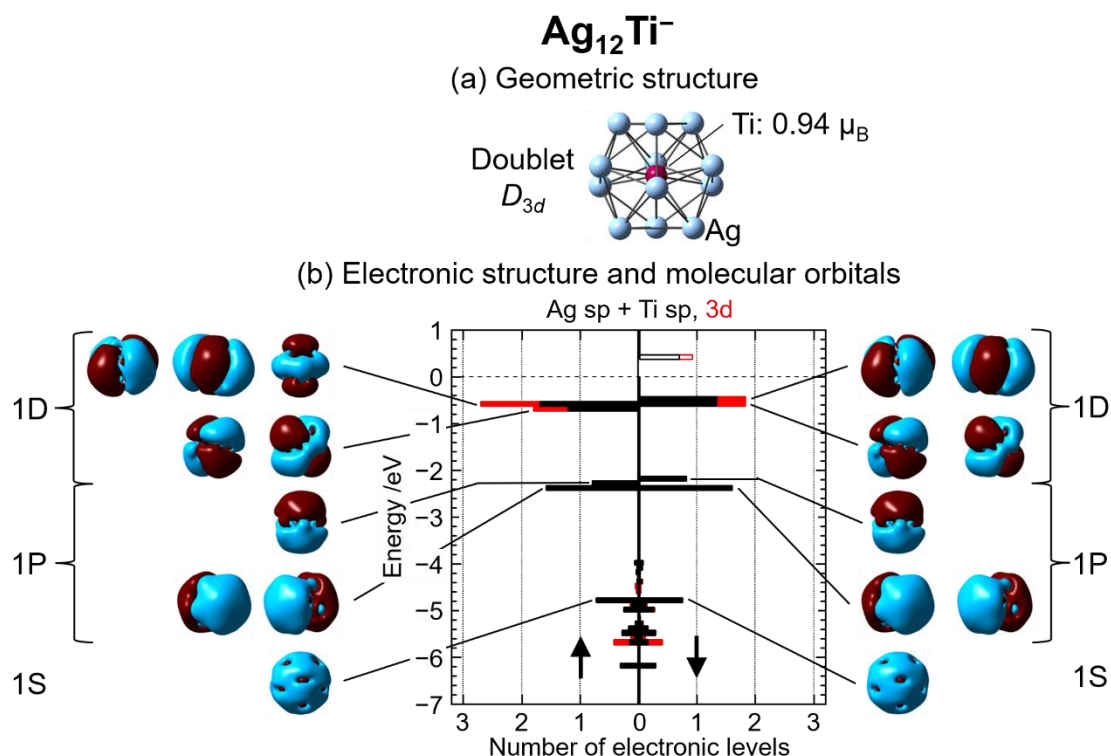 Ag₁₂Ti⁻
(a) Geometric structure
Ti: 0.94 μB
Doublet
D3d
Ag
(b) Electronic structure and molecular orbitals
Ag sp + Ti sp, 3d
1D
1P
1S
1
0
−1
−2
−3
−4
−5
−6
−7
Energy /eV
3 2 1 0 1 2 3
Number of electronic levels
1D
1P
1S